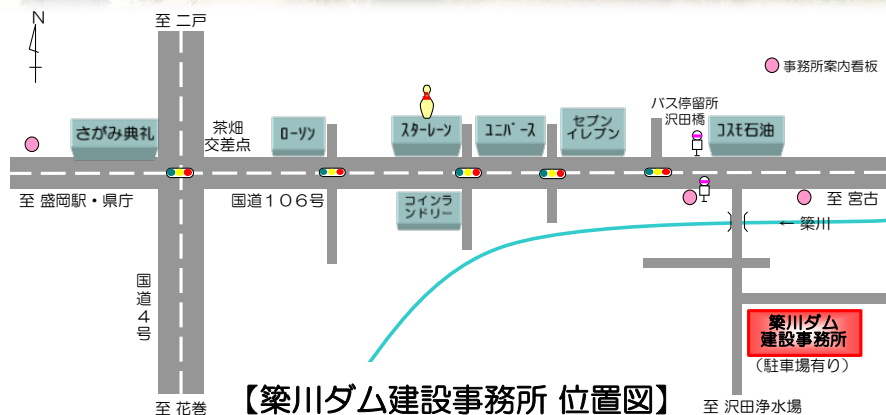 N
至 二戸
事務所案内看板
バス停留所
沢田橋
さがみ典礼
茶畑
交差点
ローソン
スターレーン
ユニバース
セブン
イレブン
コスモ石油
至 盛岡駅・県庁
国道106号
コインラ
ンドリー
至 宮古
← 簗川
国道4号
簗川ダム
建設事務所
（駐車場有り）
至 花巻
【簗川ダム建設事務所 位置図】
至 沢田浄水場